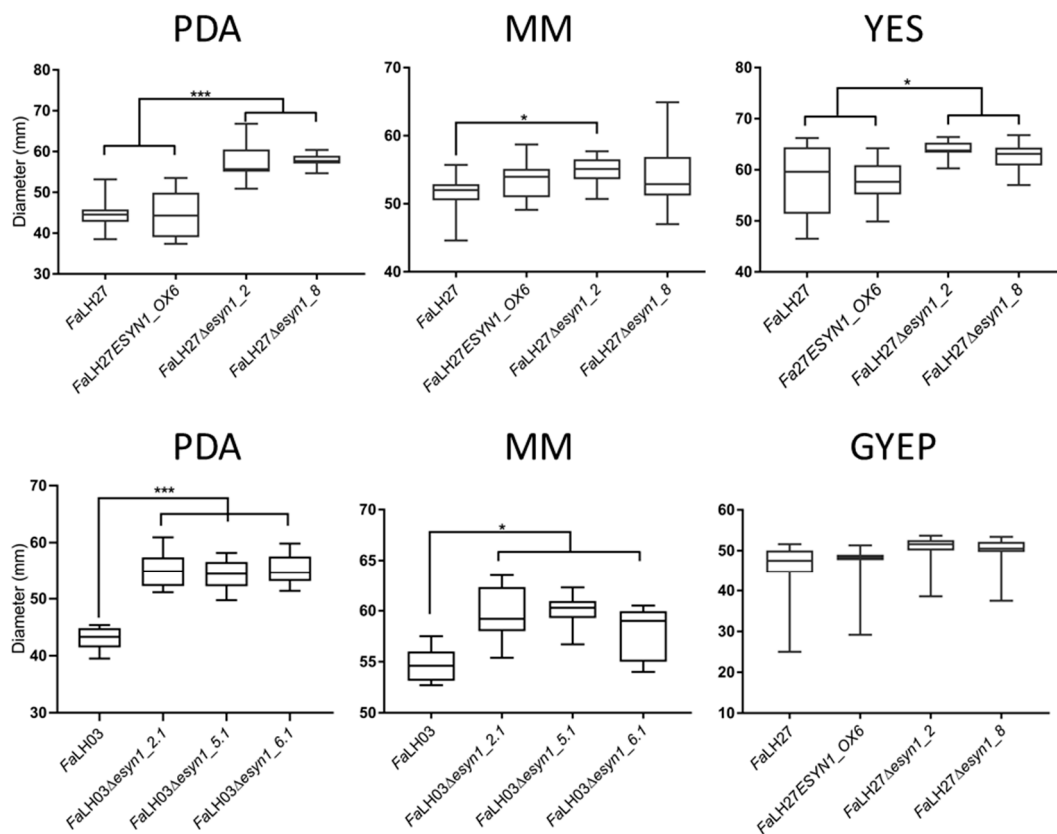 PDA
Diameter (mm)
80
70
60
50
40
30
***
FaLH27
FaLH27ESYN1_OX6
FaLH27Δesyn1_2
FaLH27Δesyn1_8
MM
70
60
50
40
*
FaLH27
FaLH27ESYN1_OX6
FaLH27Δesyn1_2
FaLH27Δesyn1_8
YES
80
70
60
50
40
*
FaLH27
Fa27ESYN1_OX6
FaLH27Δesyn1_2
FaLH27Δesyn1_8
PDA
Diameter (mm)
70
60
50
40
30
***
FaLH03
FaLH03Δesyn1_2.1
FaLH03Δesyn1_5.1
FaLH03Δesyn1_6.1
MM
70
65
60
55
50
*
FaLH03
FaLH03Δesyn1_2.1
FaLH03Δesyn1_5.1
FaLH03Δesyn1_6.1
GYEP
60
50
40
30
20
10
FaLH27
FaLH27ESYN1_OX6
FaLH27Δesyn1_2
FaLH27Δesyn1_8